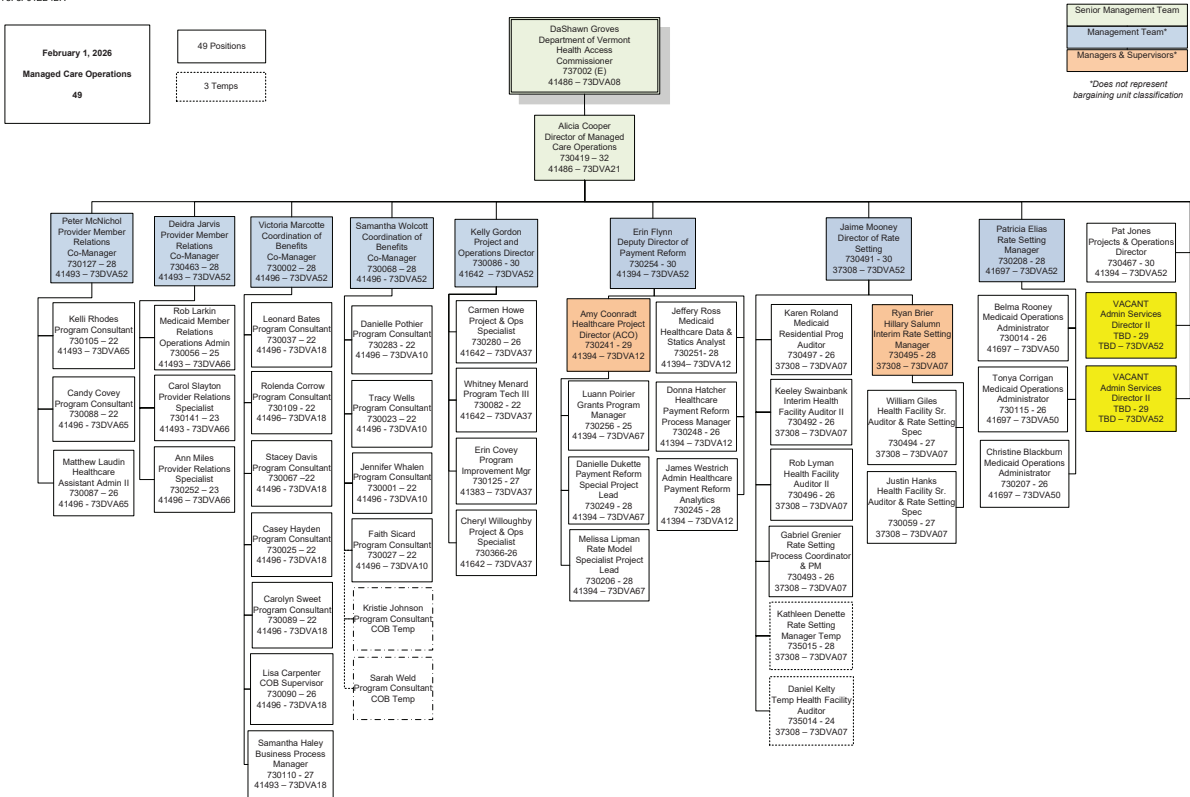 February 1, 2026
Managed Care Operations
49
49 Positions
3 Temps
DaShawn Groves
Department of Vermont
Health Access
Commissioner
737002 (E)
41486 – 73DVA08
Senior Management Team
Management Team*
Managers & Supervisors*
*Does not represent
bargaining unit classification
Alicia Cooper
Director of Managed
Care Operations
730419 – 32
41486 – 73DVA21
Peter McNichol
Provider Member
Relations
Co-Manager
730127 – 28
41493 – 73DVA52
Kelli Rhodes
Program Consultant
730105 – 22
41493 – 73DVA65
Candy Covey
Program Consultant
730088 – 22
41496 – 73DVA65
Matthew Laudin
Healthcare
Assistant Admin II
730087 - 26
41496 - 73DVA65
Deidra Jarvis
Provider Member
Relations
Co-Manager
730463 – 28
41493 – 73DVA52
Rob Larkin
Medicaid Member
Relations
Operations Admin
730056 – 25
41493 – 73DVA66
Carol Slayton
Provider Relations
Specialist
730141 – 23
41493 – 73DVA66
Ann Miles
Provider Relations
Specialist
730252 – 23
41496 – 73DVA66
Victoria Marcotte
Coordination of
Benefits
Co-Manager
730002 – 28
41496 – 73DVA52
Leonard Bates
Program Consultant
730037 – 22
41496 – 73DVA18
Rolenda Corrow
Program Consultant
730109 – 22
41496 –73DVA18
Stacey Davis
Program Consultant
730067 – 22
41496 – 73DVA18
Casey Hayden
Program Consultant
730025 – 22
41496 - 73DVA18
Carolyn Sweet
Program Consultant
730089 – 22
41496 - 73DVA18
Lisa Carpenter
COB Supervisor
730090 – 26
41496 – 73DVA18
Samantha Haley
Business Process
Manager
730110 - 27
41493 – 73DVA18
Samantha Wolcott
Coordination of
Benefits
Co-Manager
730068 – 28
41496 - 73DVA52
Danielle Pothier
Program Consultant
730283 – 22
41496 – 73DVA10
Tracy Wells
Program Consultant
730023 – 22
41496 – 73DVA10
Jennifer Whalen
Program Consultant
730001 – 22
41496 – 73DVA10
Faith Sicard
Program Consultant
730027 – 22
41496 – 73DVA10
Kristie Johnson
Program Consultant
COB Temp
Sarah Weld
Program Consultant
COB Temp
Kelly Gordon
Project and
Operations Director
730086 - 30
41642 – 73DVA52
Carmen Howe
Project & Ops
Specialist
730280 – 26
41642 – 73DVA37
Whitney Menard
Program Tech III
730082 – 22
41642 - 73DVA37
Erin Covey
Program
Improvement Mgr
730125 - 27
41383 – 73DVA37
Cheryl Willoughby
Project & Ops
Specialist
730366-26
41642 – 73DVA37
Erin Flynn
Deputy Director of
Payment Reform
730254 - 30
41394 – 73DVA52
Amy Coonradt
Healthcare Project
Director (ACO)
730241 - 29
41394 – 73DVA12
Luann Poirier
Grants Program
Manager
730256 - 25
41394 – 73DVA67
Danielle Dukette
Payment Reform
Special Project
Lead
730249 - 28
41394 – 73DVA67
Melissa Lipman
Rate Model
Specialist Project
Lead
730206 - 28
41394 – 73DVA67
Jeffery Ross
Medicaid
Healthcare Data &
Statics Analyst
730251- 28
41394– 73DVA12
Donna Hatcher
Healthcare
Payment Reform
Process Manager
730248 - 26
41394 – 73DVA12
James Westrich
Admin Healthcare
Payment Reform
Analytics
730245 - 28
41394 – 73DVA12
Jaime Mooney
Director of Rate
Setting
730491 - 30
37308 – 73DVA52
Karen Roland
Medicaid
Residential Prog
Auditor
730497 - 26
37308 – 73DVA07
Keeley Swainbank
Interim Health
Facility Auditor II
730492 - 26
37308 – 73DVA07
Rob Lyman
Health Facility
Auditor II
730496 - 26
37308 – 73DVA07
Gabriel Grenier
Rate Setting
Process Coordinator
& PM
730493 - 26
37308 – 73DVA07
Kathleen Denette
Rate Setting
Manager Temp
735015 - 28
37308 – 73DVA07
Daniel Kelty
Temp Health Facility
Auditor
735014 - 24
37308 – 73DVA07
Ryan Brier
Hillary Salumn
Interim Rate Setting
Manager
730495 - 28
37308 – 73DVA07
William Giles
Health Facility Sr.
Auditor & Rate Setting
Spec
730494 - 27
37308 – 73DVA07
Justin Hanks
Health Facility Sr.
Auditor & Rate Setting
Spec
730059 - 27
37308 – 73DVA07
Patricia Elias
Rate Setting
Manager
730208 - 28
41697 – 73DVA52
Belma Rooney
Medicaid Operations
Administrator
730014 - 26
41697 – 73DVA50
Tonya Corrigan
Medicaid Operations
Administrator
730115 - 26
41697 – 73DVA50
Christine Blackburn
Medicaid Operations
Administrator
730207 - 26
41697 – 73DVA50
Pat Jones
Projects & Operations
Director
730467 - 30
41394 – 73DVA52
VACANT
Admin Services
Director II
TBD - 29
TBD – 73DVA52
VACANT
Admin Services
Director II
TBD - 29
TBD – 73DVA52